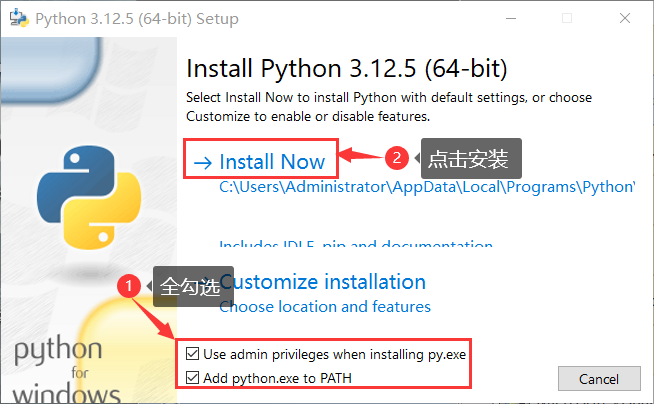 Python 3.12.5 (64-bit) Setup
Install Python 3.12.5 (64-bit)
Select Install Now to install Python with default settings, or choose
Customize to enable or disable features.
→ Install Now
2 点击安装
C:\Users\Administrator\AppData\Local\Programs\Python\
Includes IDLE, pip and documentation
1 全勾选
Customize installation
Choose location and features
Use admin privileges when installing py.exe
Add python.exe to PATH
python
for
windows
Cancel